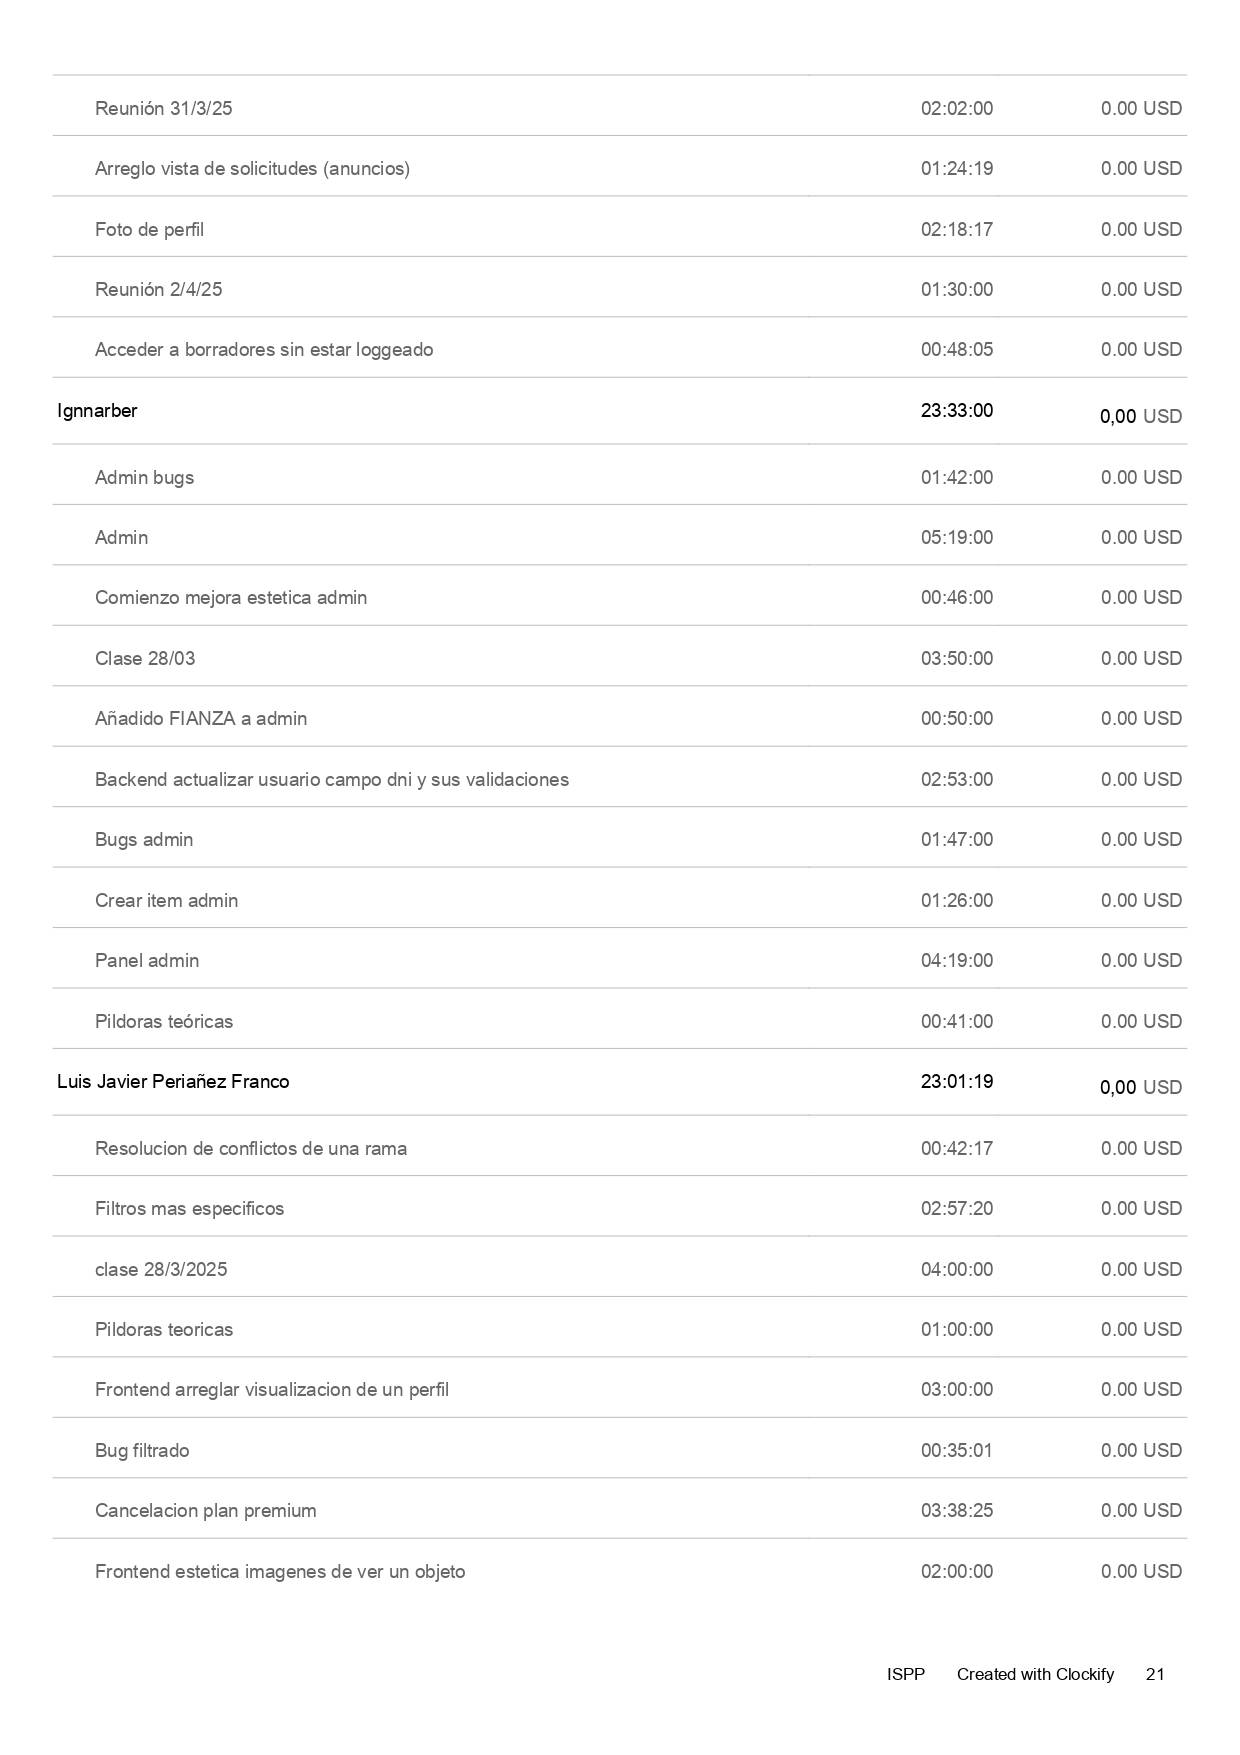 Reunión 31/3/25 02:02:00 0.00 USD
Arreglo vista de solicitudes (anuncios) 01:24:19 0.00 USD
Foto de perfil 02:18:17 0.00 USD
Reunión 2/4/25 01:30:00 0.00 USD
Acceder a borradores sin estar loggeado 00:48:05 0.00 USD
Ignnarber 23:33:00 0,00 USD
Admin bugs 01:42:00 0.00 USD
Admin 05:19:00 0.00 USD
Comienzo mejora estetica admin 00:46:00 0.00 USD
Clase 28/03 03:50:00 0.00 USD
Añadido FIANZA a admin 00:50:00 0.00 USD
Backend actualizar usuario campo dni y sus validaciones 02:53:00 0.00 USD
Bugs admin 01:47:00 0.00 USD
Crear item admin 01:26:00 0.00 USD
Panel admin 04:19:00 0.00 USD
Pildoras teóricas 00:41:00 0.00 USD
Luis Javier Periañez Franco 23:01:19 0,00 USD
Resolucion de conflictos de una rama 00:42:17 0.00 USD
Filtros mas especificos 02:57:20 0.00 USD
clase 28/3/2025 04:00:00 0.00 USD
Pildoras teoricas 01:00:00 0.00 USD
Frontend arreglar visualizacion de un perfil 03:00:00 0.00 USD
Bug filtrado 00:35:01 0.00 USD
Cancelacion plan premium 03:38:25 0.00 USD
Frontend estetica imagenes de ver un objeto 02:00:00 0.00 USD
ISPP Created with Clockify 21